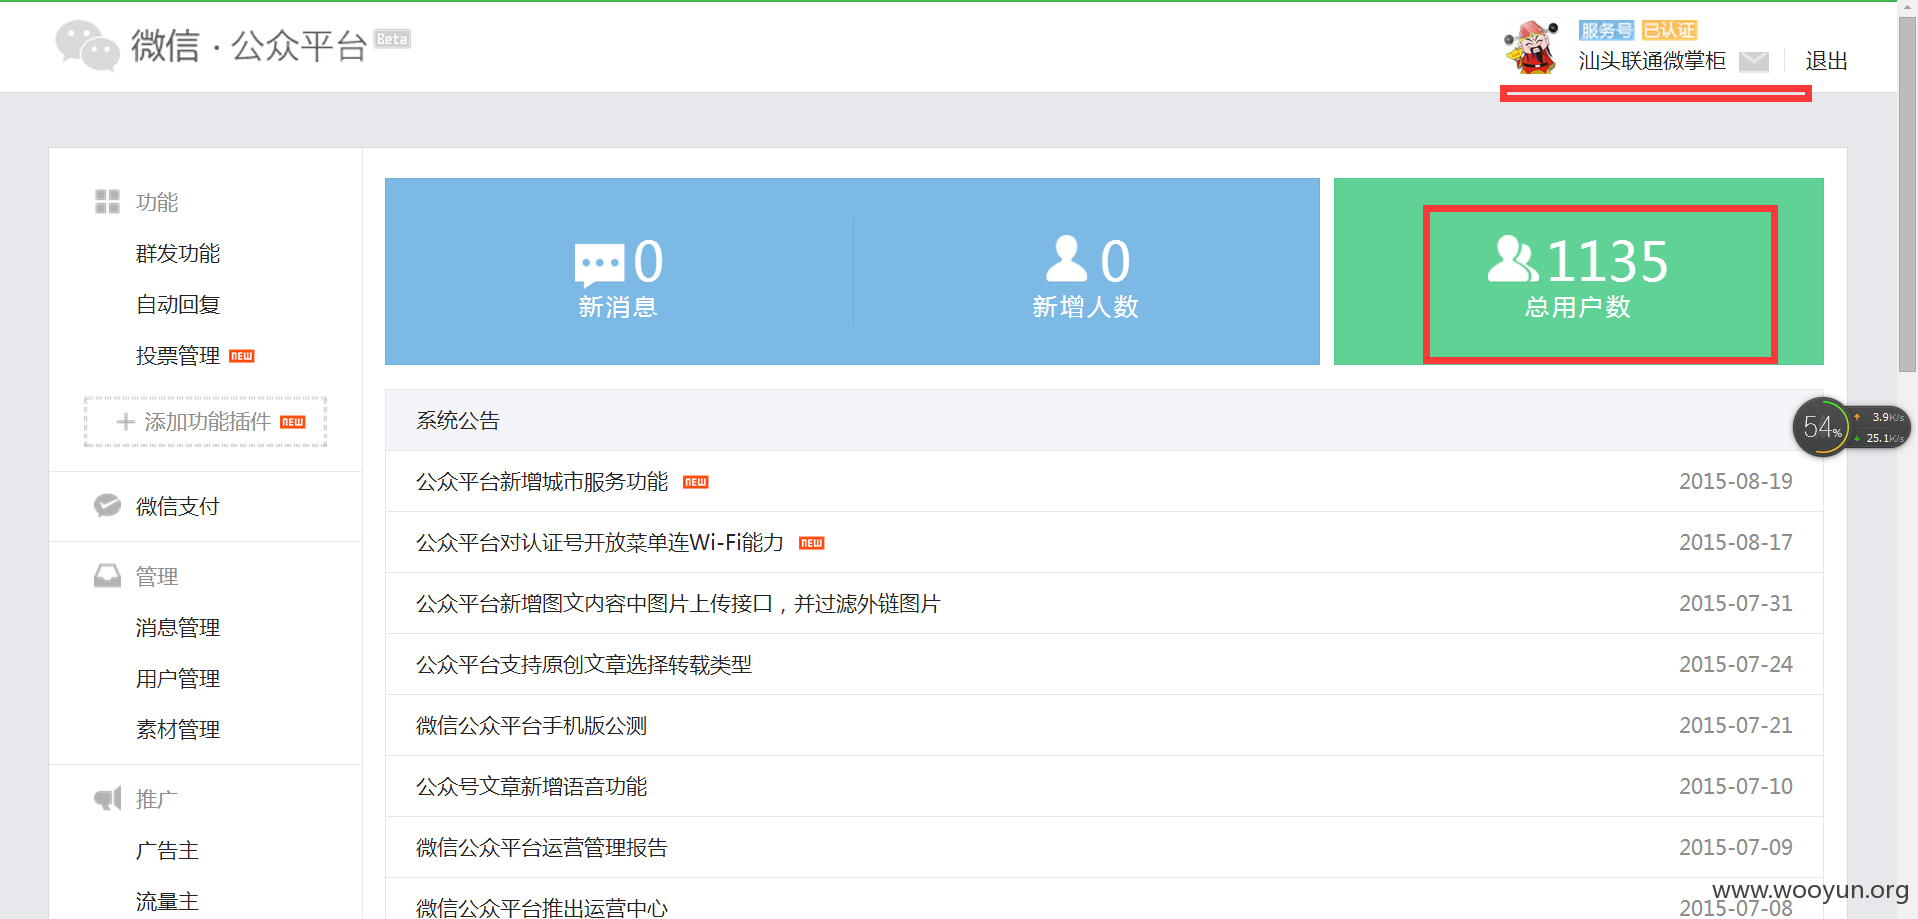 微信·公众平台 Beta
服务号 已认证
汕头联通微掌柜 退出
功能
群发功能
自动回复
投票管理 NEW
添加功能插件 NEW
微信支付
管理
消息管理
用户管理
素材管理
推广
广告主
流量主
0
新消息
0
新增人数
1135
总用户数
系统公告
公众平台新增城市服务功能 NEW 2015-08-19
公众平台对认证号开放菜单连Wi-Fi能力 NEW 2015-08-17
公众平台新增图文内容中图片上传接口，并过滤外链图片 2015-07-31
公众平台支持原创文章选择转载类型 2015-07-24
微信公众平台手机版公测 2015-07-21
公众号文章新增语音功能 2015-07-10
微信公众平台运营管理报告 2015-07-09
微信公众平台推出运营中心 2015-07-08
54%
3.9K/s
25.1K/s
www.wooyun.org